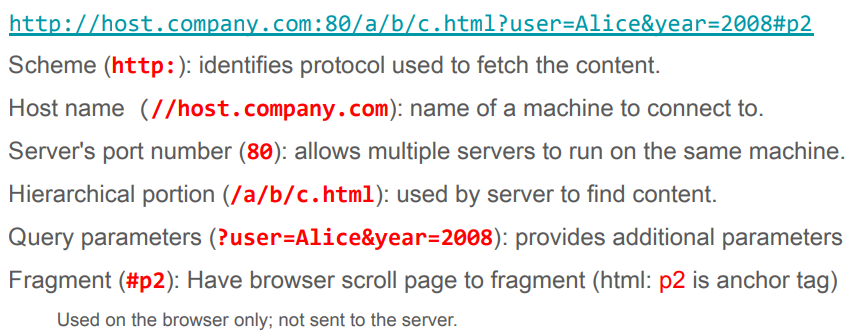 http://host.company.com:80/a/b/c.html?user=Alice&year=2008#p2
Scheme (http:): identifies protocol used to fetch the content.
Host name (//host.company.com): name of a machine to connect to.
Server's port number (80): allows multiple servers to run on the same machine.
Hierarchical portion (/a/b/c.html): used by server to find content.
Query parameters (?user=Alice&year=2008): provides additional parameters
Fragment (#p2): Have browser scroll page to fragment (html: p2 is anchor tag)
Used on the browser only; not sent to the server.